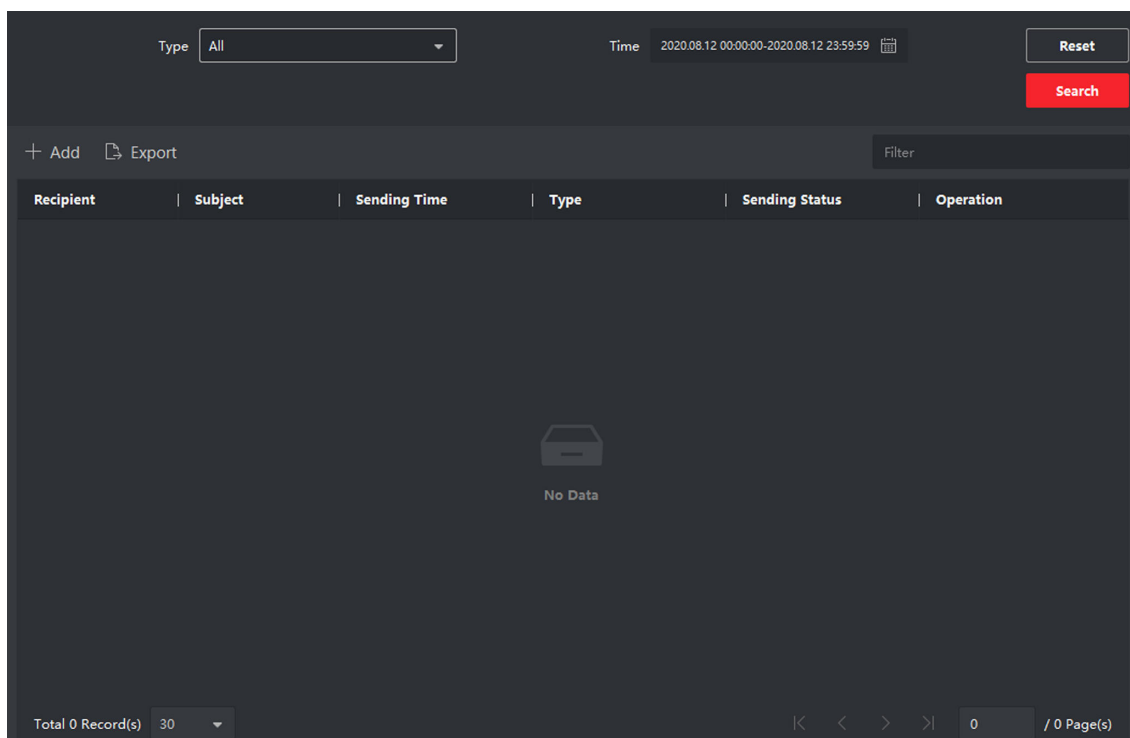 Type All Time 2020.08.12 00:00:00-2020.08.12 23:59:59 Reset
Search
Add Export Filter
Recipient Subject Sending Time Type Sending Status Operation
No Data
Total 0 Record(s) 30 0 / 0 Page(s)